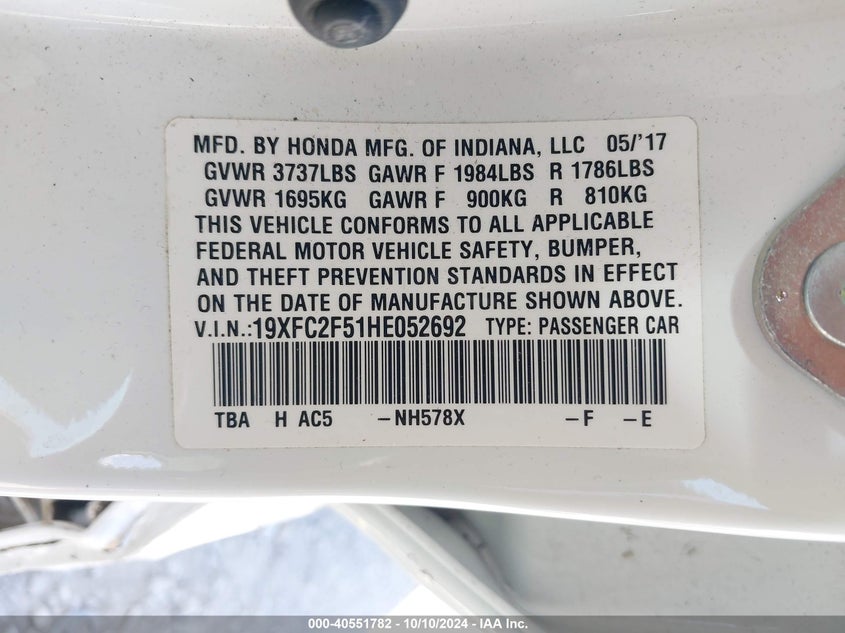 MFD. BY HONDA MFG. OF INDIANA, LLC 05/'17
GVWR 3737LBS GAWR F 1984LBS R 1786LBS
GVWR 1695KG GAWR F 900KG R 810KG
THIS VEHICLE CONFORMS TO ALL APPLICABLE
FEDERAL MOTOR VEHICLE SAFETY, BUMPER,
AND THEFT PREVENTION STANDARDS IN EFFECT
ON THE DATE OF MANUFACTURE SHOWN ABOVE.
V.I.N.:19XFC2F51HE052692 TYPE: PASSENGER CAR
TBA H AC5 –NH578X –F –E
000-40551782 - 10/10/2024 - IAA Inc.